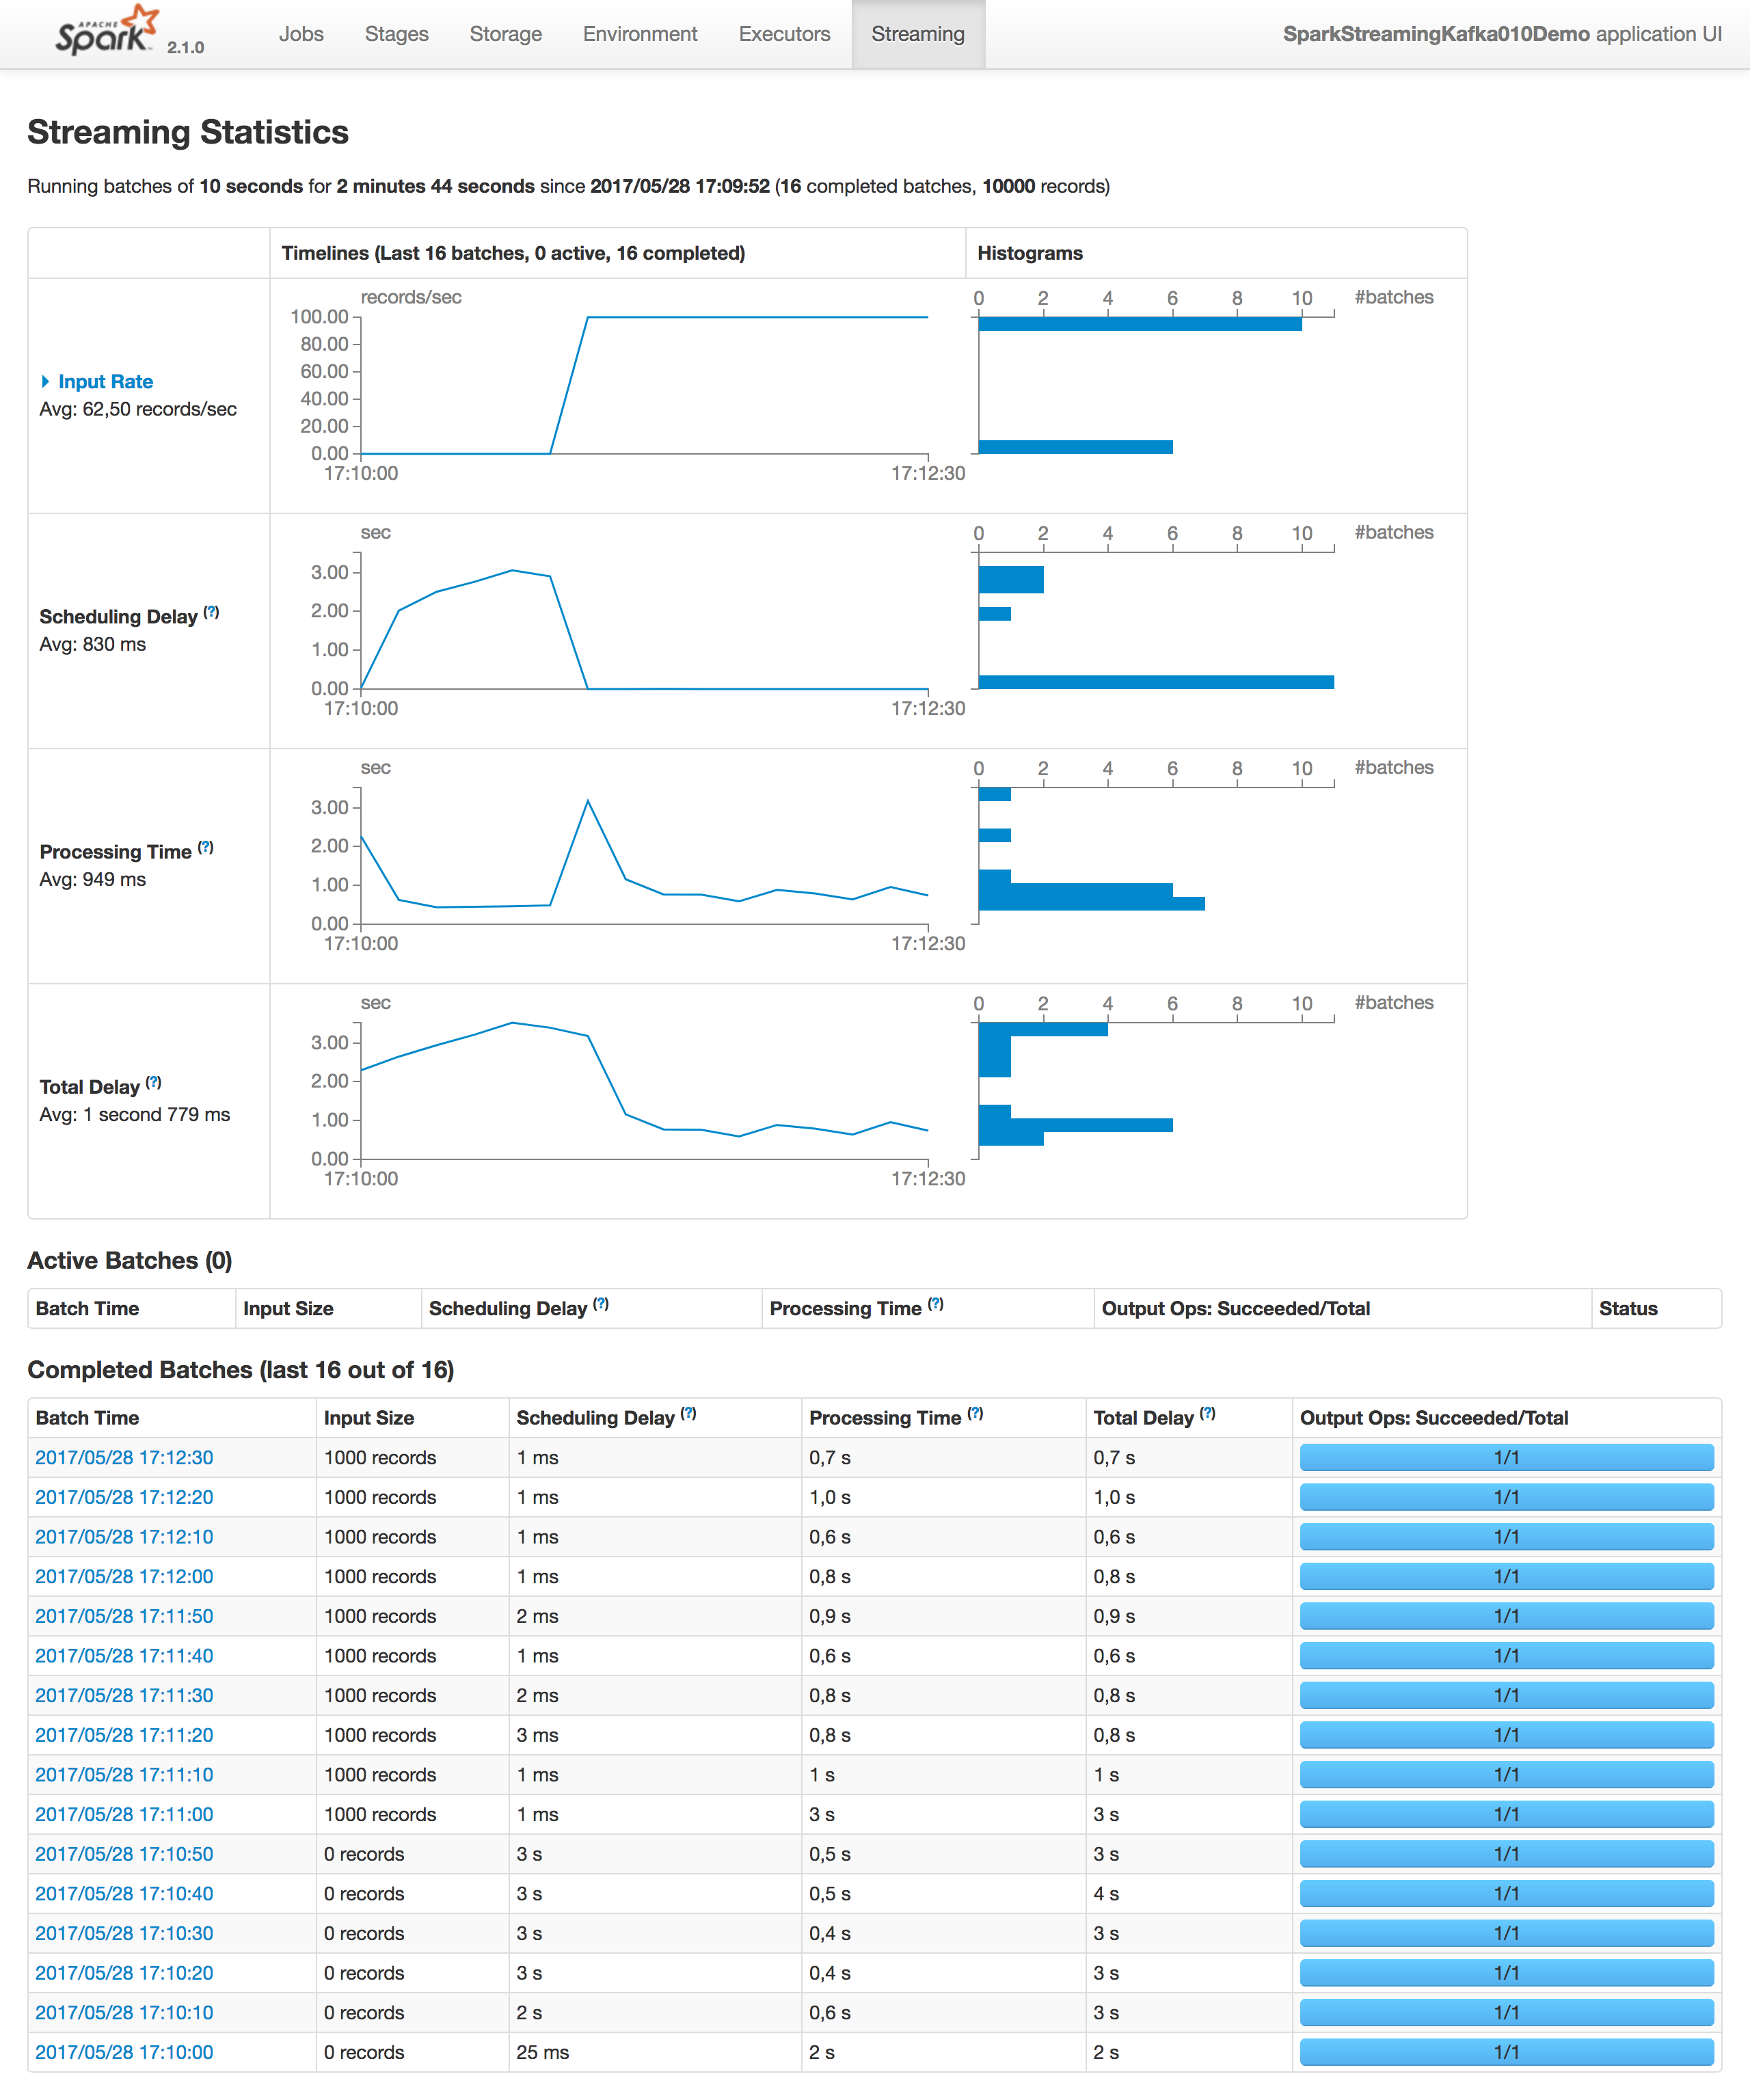 APACHE Spark 2.1.0 Jobs Stages Storage Environment Executors Streaming SparkStreamingKafka010Demo application UI
Streaming Statistics
Running batches of 10 seconds for 2 minutes 44 seconds since 2017/05/28 17:09:52 (16 completed batches, 10000 records)
Timelines (Last 16 batches, 0 active, 16 completed) Histograms
Input Rate
Avg: 62,50 records/sec
records/sec
100.00
80.00
60.00
40.00
20.00
0.00
17:10:00 17:12:30
0 2 4 6 8 10 #batches
Scheduling Delay (?)
Avg: 830 ms
sec
3.00
2.00
1.00
0.00
17:10:00 17:12:30
0 2 4 6 8 10 #batches
Processing Time (?)
Avg: 949 ms
sec
3.00
2.00
1.00
0.00
17:10:00 17:12:30
0 2 4 6 8 10 #batches
Total Delay (?)
Avg: 1 second 779 ms
sec
3.00
2.00
1.00
0.00
17:10:00 17:12:30
0 2 4 6 8 10 #batches
Active Batches (0)
Batch Time Input Size Scheduling Delay (?) Processing Time (?) Output Ops: Succeeded/Total Status
Completed Batches (last 16 out of 16)
Batch Time Input Size Scheduling Delay (?) Processing Time (?) Total Delay (?) Output Ops: Succeeded/Total
2017/05/28 17:12:30 1000 records 1 ms 0,7 s 0,7 s 1/1
2017/05/28 17:12:20 1000 records 1 ms 1,0 s 1,0 s 1/1
2017/05/28 17:12:10 1000 records 1 ms 0,6 s 0,6 s 1/1
2017/05/28 17:12:00 1000 records 1 ms 0,8 s 0,8 s 1/1
2017/05/28 17:11:50 1000 records 2 ms 0,9 s 0,9 s 1/1
2017/05/28 17:11:40 1000 records 1 ms 0,6 s 0,6 s 1/1
2017/05/28 17:11:30 1000 records 2 ms 0,8 s 0,8 s 1/1
2017/05/28 17:11:20 1000 records 3 ms 0,8 s 0,8 s 1/1
2017/05/28 17:11:10 1000 records 1 ms 1 s 1 s 1/1
2017/05/28 17:11:00 1000 records 1 ms 3 s 3 s 1/1
2017/05/28 17:10:50 0 records 3 s 0,5 s 3 s 1/1
2017/05/28 17:10:40 0 records 3 s 0,5 s 4 s 1/1
2017/05/28 17:10:30 0 records 3 s 0,4 s 3 s 1/1
2017/05/28 17:10:20 0 records 3 s 0,4 s 3 s 1/1
2017/05/28 17:10:10 0 records 2 s 0,6 s 3 s 1/1
2017/05/28 17:10:00 0 records 25 ms 2 s 2 s 1/1